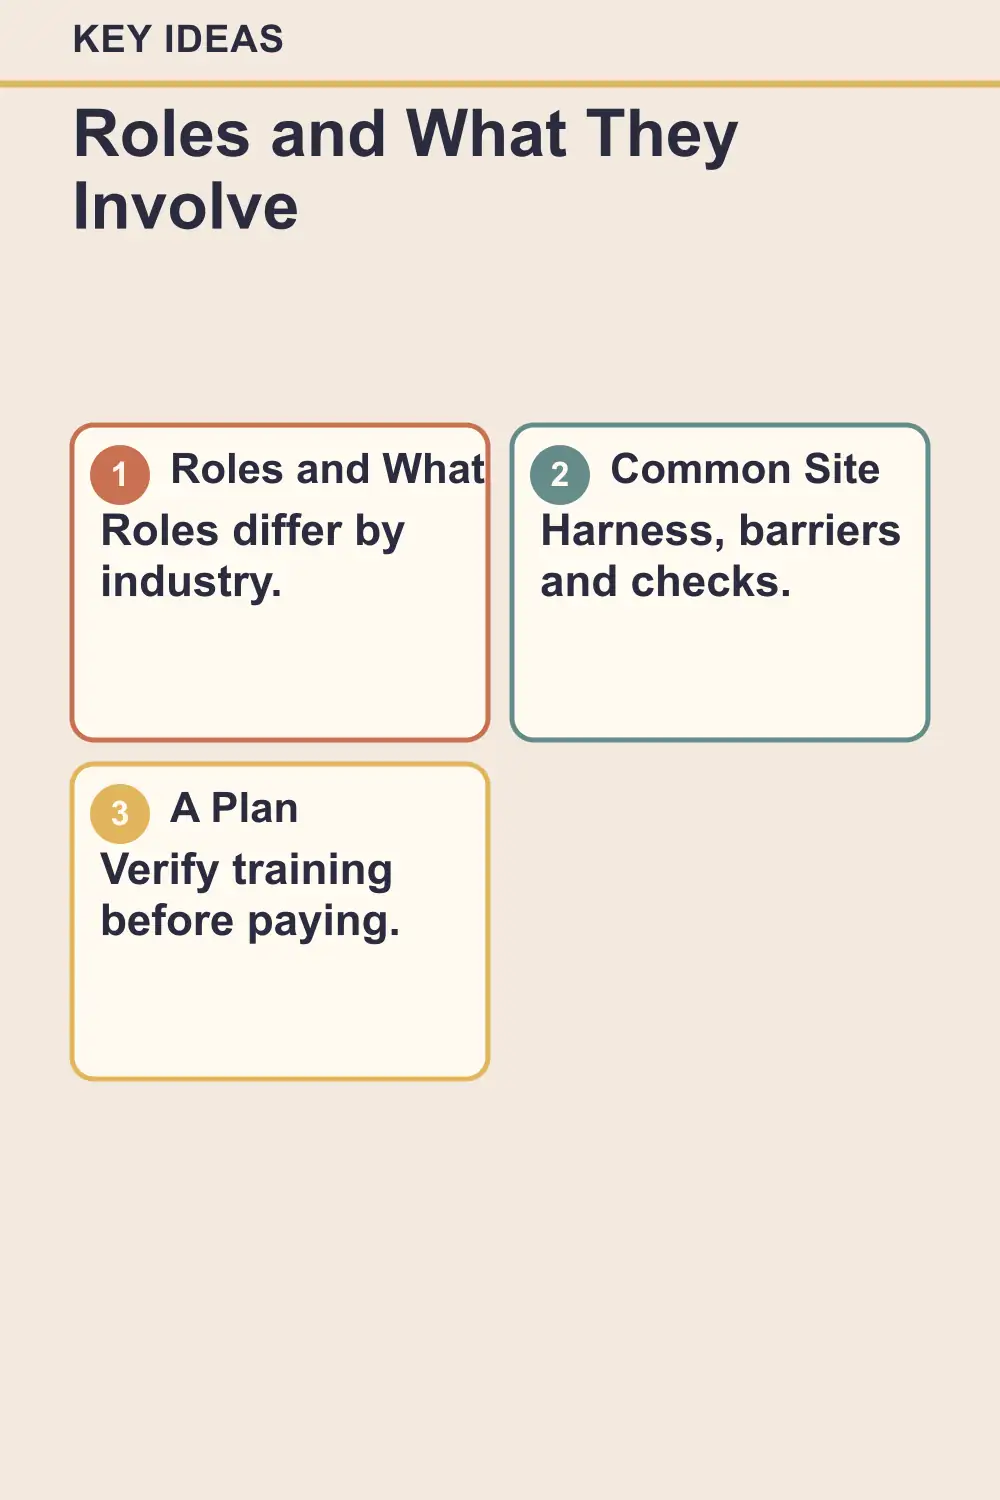 KEY IDEAS
Roles and What They
Involve
1
Roles and What
Roles differ by
industry.
2
Common Site
Harness, barriers
and checks.
3
A Plan
Verify training
before paying.